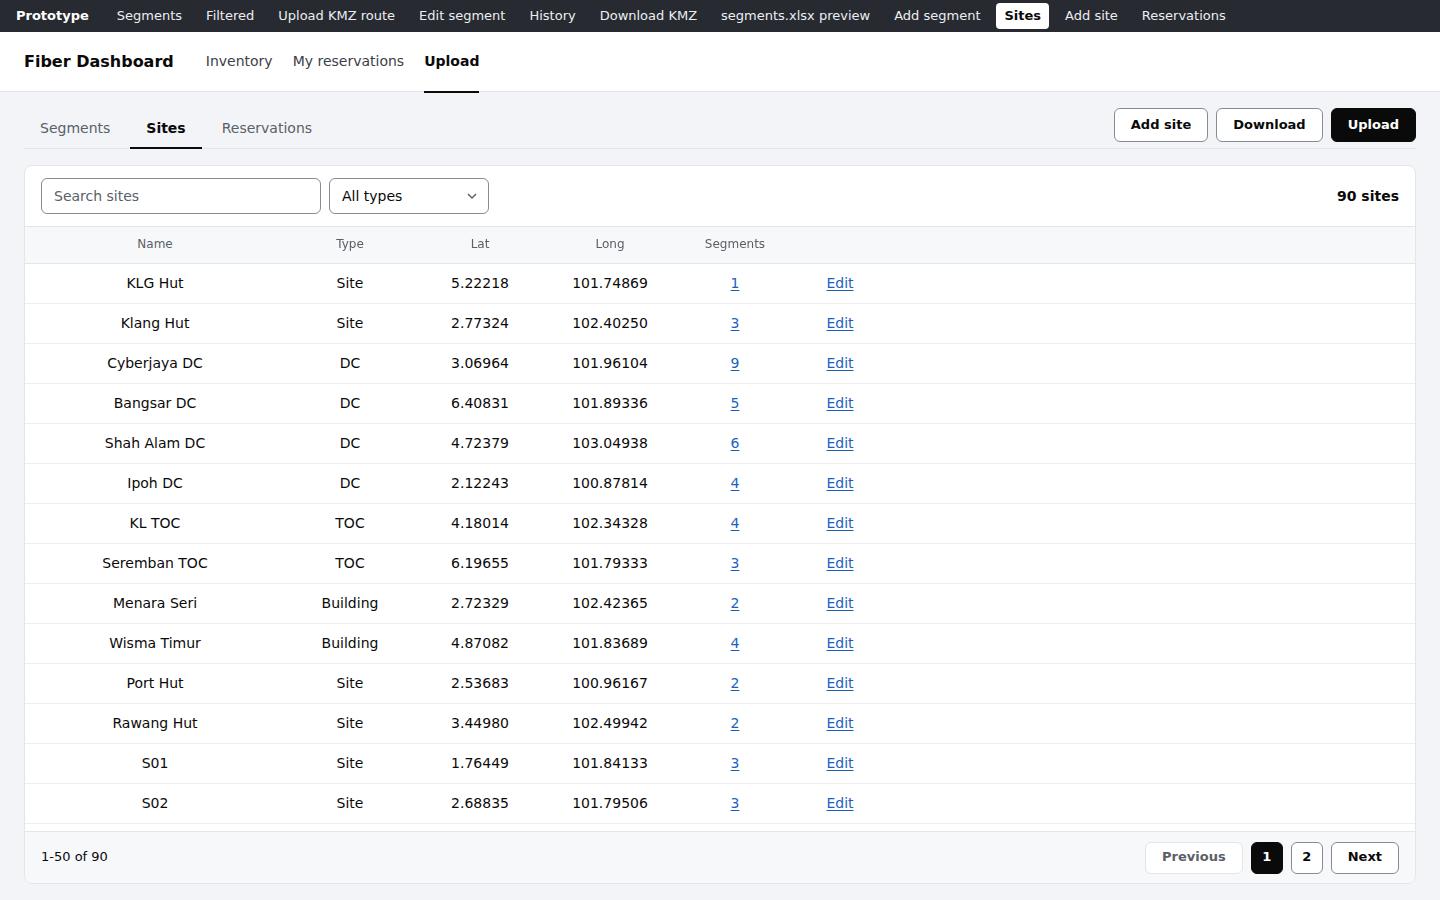 Prototype Segments Filtered Upload KMZ route Edit segment History Download KMZ segments.xlsx preview Add segment Sites Add site Reservations
Fiber Dashboard Inventory My reservations Upload
Segments Sites Reservations Add site Download Upload
Search sites All types 90 sites
Name Type Lat Long Segments
KLG Hut Site 5.22218 101.74869 1 Edit
Klang Hut Site 2.77324 102.40250 3 Edit
Cyberjaya DC DC 3.06964 101.96104 9 Edit
Bangsar DC DC 6.40831 101.89336 5 Edit
Shah Alam DC DC 4.72379 103.04938 6 Edit
Ipoh DC DC 2.12243 100.87814 4 Edit
KL TOC TOC 4.18014 102.34328 4 Edit
Seremban TOC TOC 6.19655 101.79333 3 Edit
Menara Seri Building 2.72329 102.42365 2 Edit
Wisma Timur Building 4.87082 101.83689 4 Edit
Port Hut Site 2.53683 100.96167 2 Edit
Rawang Hut Site 3.44980 102.49942 2 Edit
S01 Site 1.76449 101.84133 3 Edit
S02 Site 2.68835 101.79506 3 Edit
1-50 of 90 Previous 1 2 Next